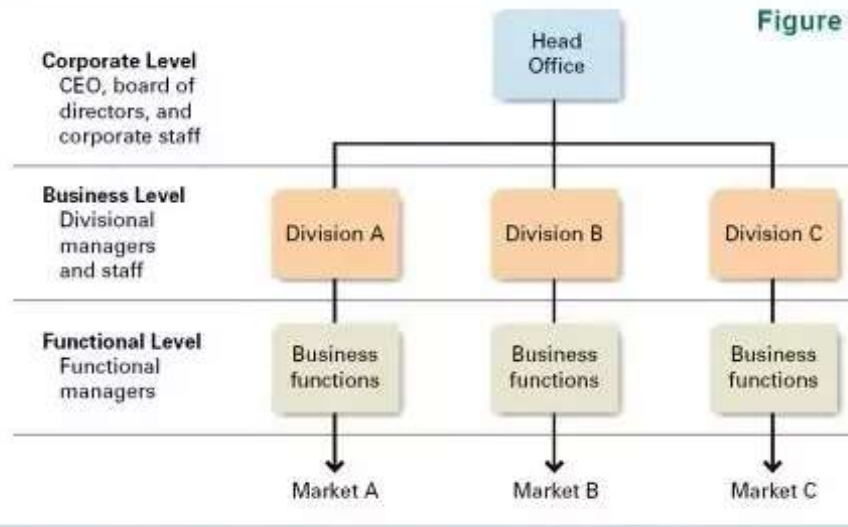 Figure
Head
Office
Corporate Level
CEO, board of
directors, and
corporate staff
Business Level
Divisional
managers
and staff
Division A
Division B
Division C
Functional Level
Functional
managers
Business
functions
Business
functions
Business
functions
Market A
Market B
Market C